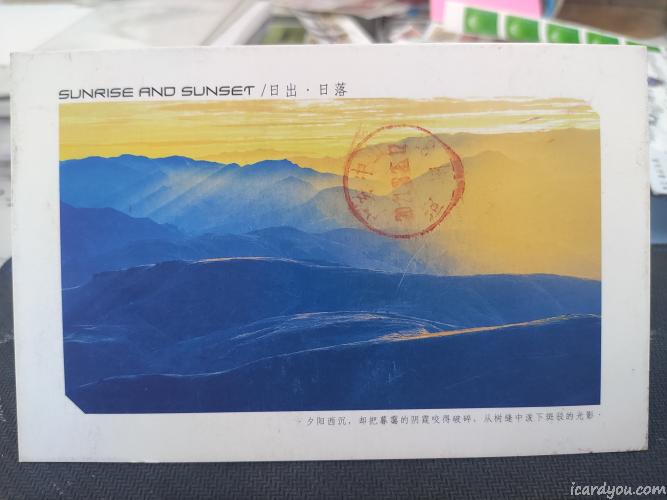 SUNRISE AND SUNSET /日出·日落
·夕阳西沉，却把暮霭的阴霞咬得破碎、从树缝中泼下斑驳的光影·
icardyou.com